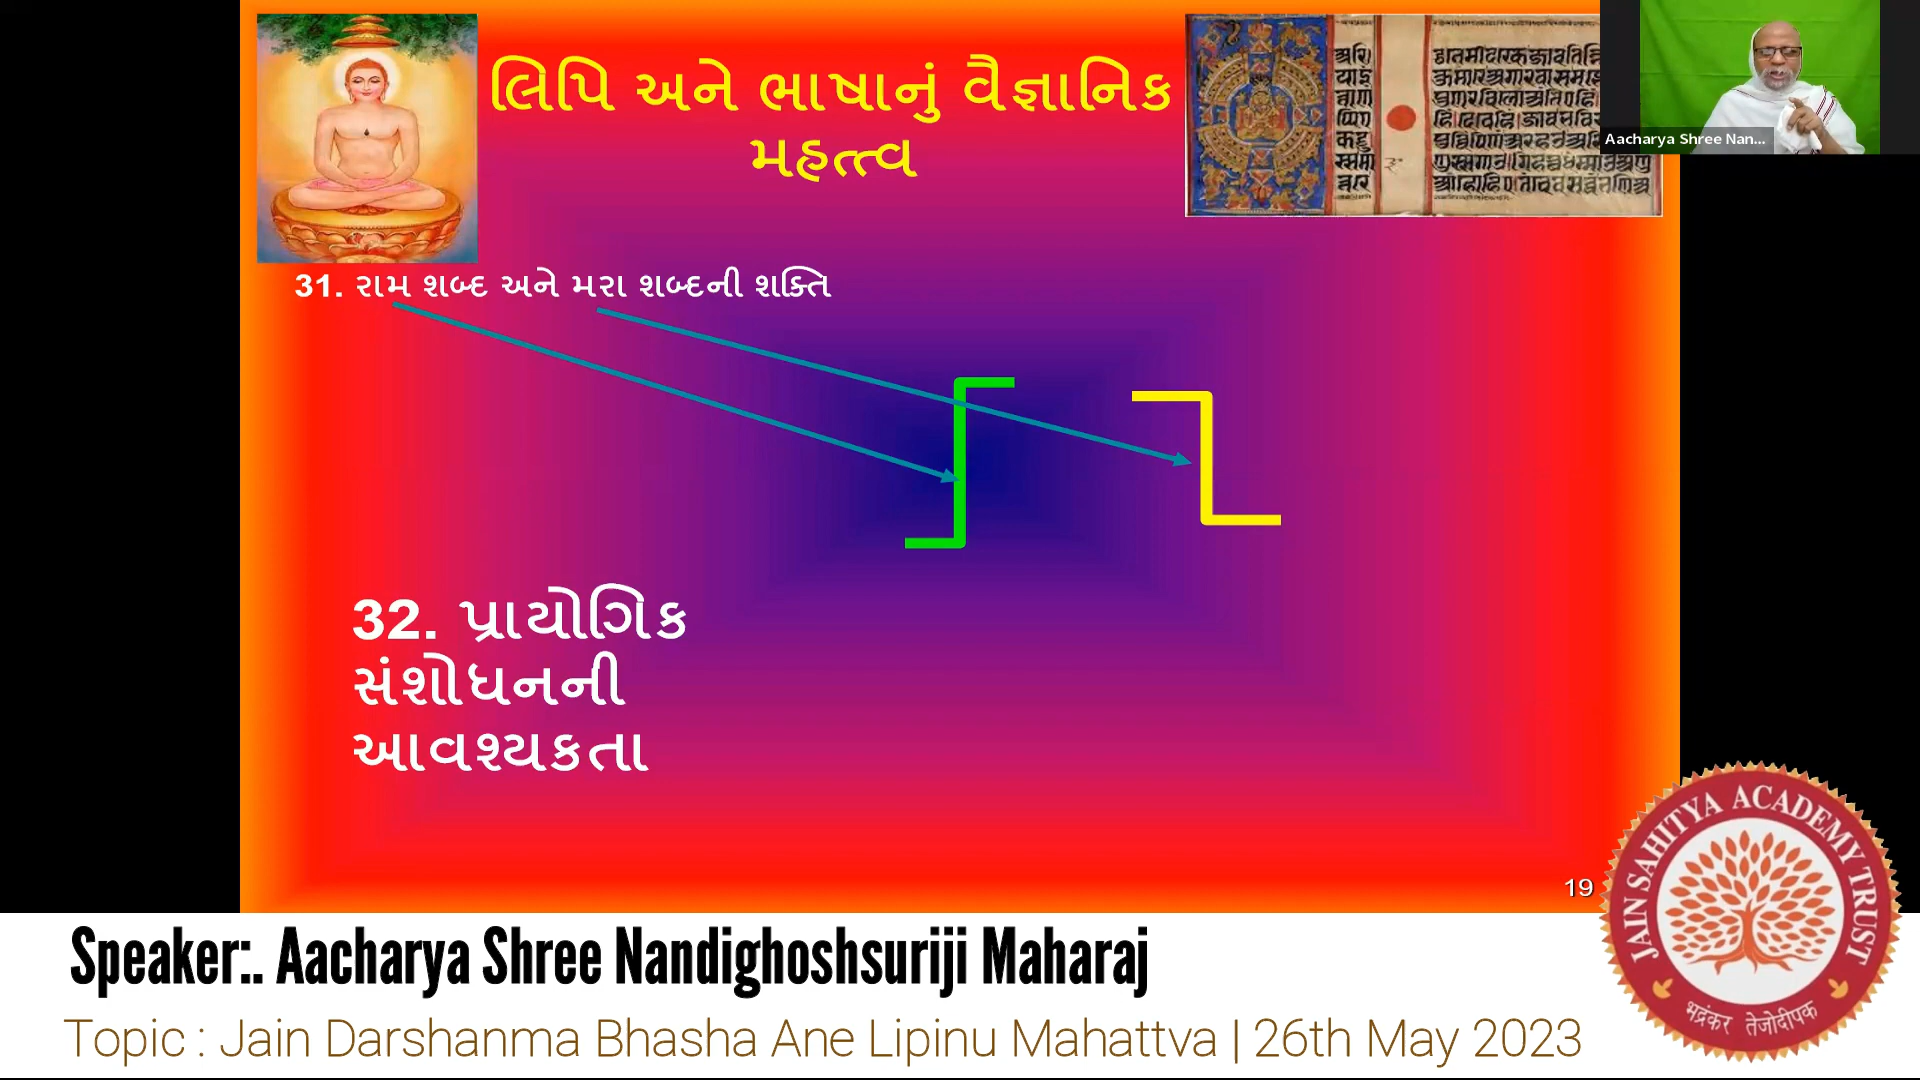 લિપિ અને ભાષાનું વૈજ્ઞાનિક
મહત્ત્વ
Aacharya Shree Nan...
31. રામ શબ્દ અને મરા શબ્દની શક્તિ
32. પ્રાયોગિક
સંશોધનની
આવશ્યકતા
19
JAIN SAHITYA ACADEMY TRUST
भद्रंकर तेजोदीपक
Speaker:. Aacharya Shree Nandighoshsuriji Maharaj
Topic : Jain Darshanma Bhasha Ane Lipinu Mahattva | 26th May 2023